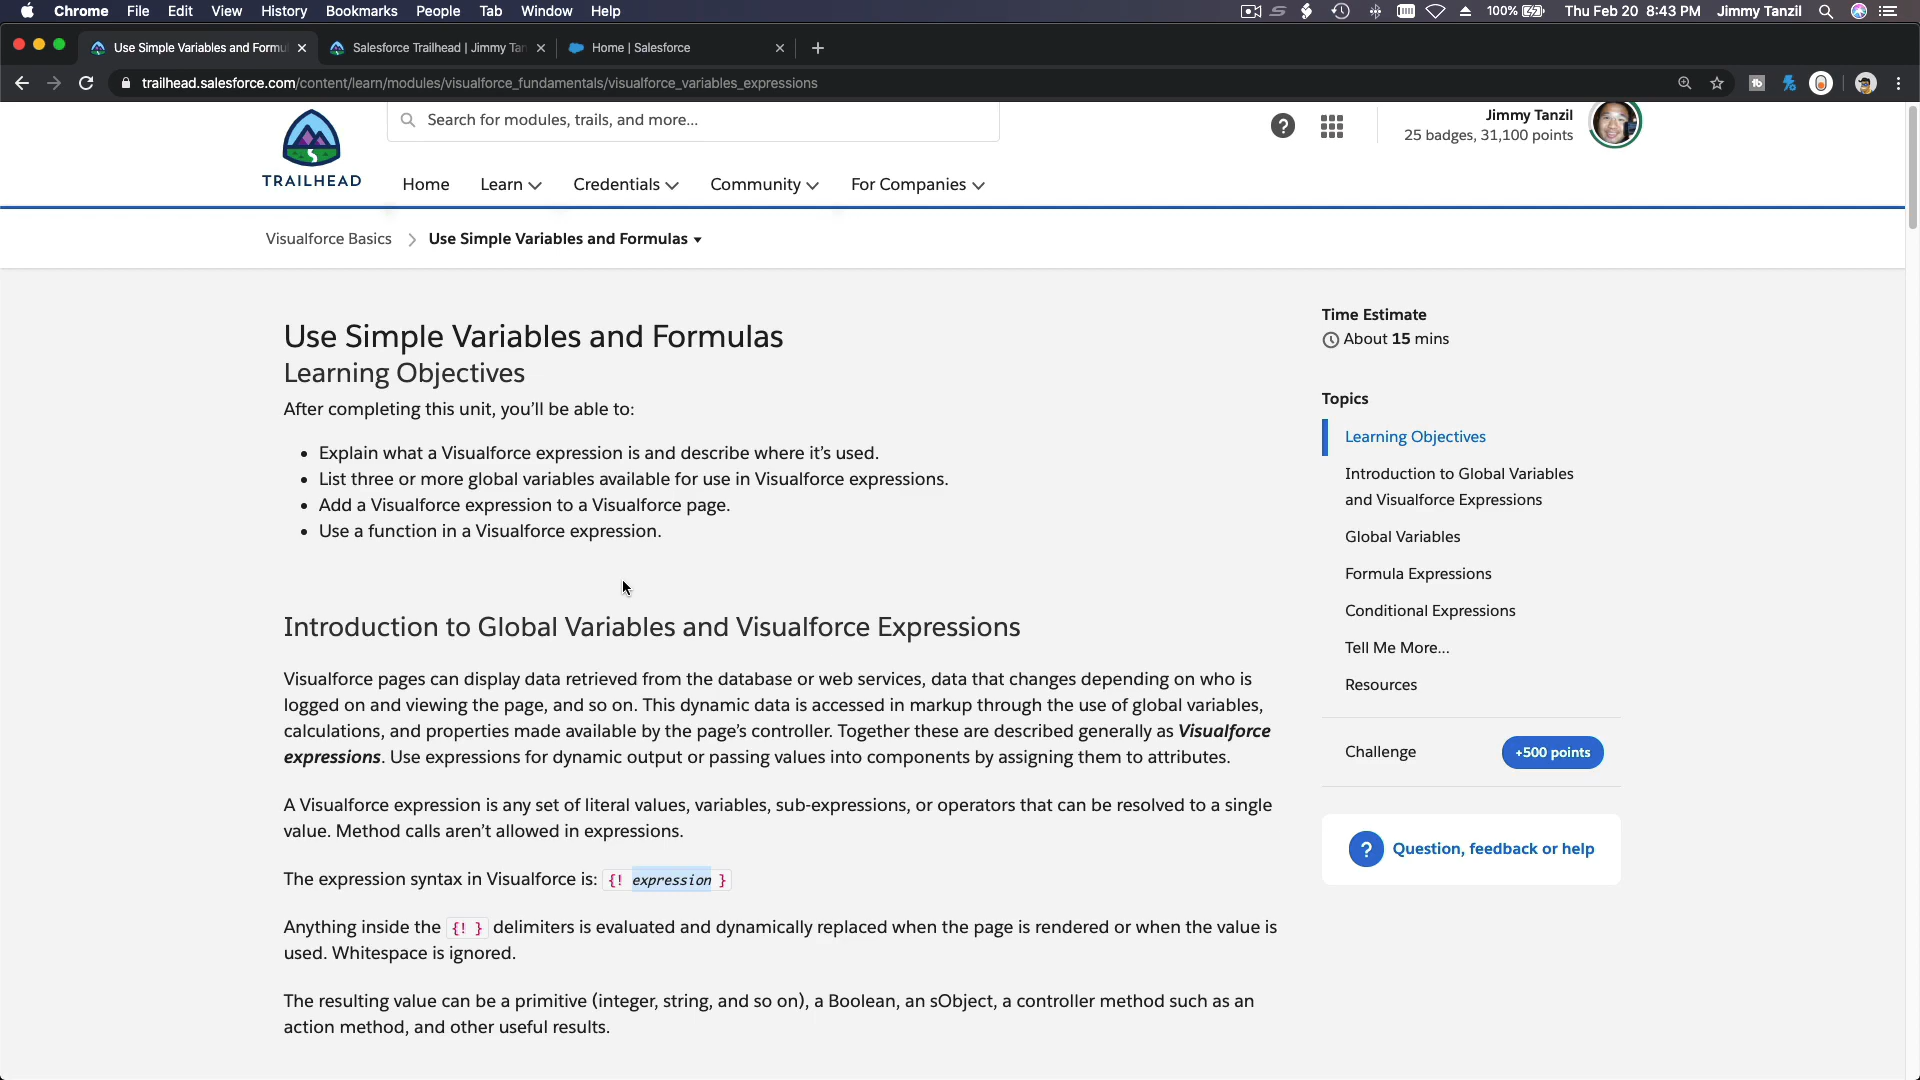 Chrome File Edit View History Bookmarks People Tab Window Help 100% Thu Feb 20 8:43 PM Jimmy Tanzil
Use Simple Variables and Formu Salesforce Trailhead | Jimmy Tan Home | Salesforce
trailhead.salesforce.com/content/learn/modules/visualforce_fundamentals/visualforce_variables_expressions
Search for modules, trails, and more...
Jimmy Tanzil
25 badges, 31,100 points
TRAILHEAD
Home Learn Credentials Community For Companies
Visualforce Basics Use Simple Variables and Formulas
Use Simple Variables and Formulas
Learning Objectives
After completing this unit, you’ll be able to:
• Explain what a Visualforce expression is and describe where it’s used.
• List three or more global variables available for use in Visualforce expressions.
• Add a Visualforce expression to a Visualforce page.
• Use a function in a Visualforce expression.
Introduction to Global Variables and Visualforce Expressions
Visualforce pages can display data retrieved from the database or web services, data that changes depending on who is
logged on and viewing the page, and so on. This dynamic data is accessed in markup through the use of global variables,
calculations, and properties made available by the page’s controller. Together these are described generally as Visualforce
expressions. Use expressions for dynamic output or passing values into components by assigning them to attributes.
A Visualforce expression is any set of literal values, variables, sub-expressions, or operators that can be resolved to a single
value. Method calls aren’t allowed in expressions.
The expression syntax in Visualforce is: {! expression }
Anything inside the {! } delimiters is evaluated and dynamically replaced when the page is rendered or when the value is
used. Whitespace is ignored.
The resulting value can be a primitive (integer, string, and so on), a Boolean, an sObject, a controller method such as an
action method, and other useful results.
Time Estimate
About 15 mins
Topics
Learning Objectives
Introduction to Global Variables
and Visualforce Expressions
Global Variables
Formula Expressions
Conditional Expressions
Tell Me More...
Resources
Challenge +500 points
? Question, feedback or help